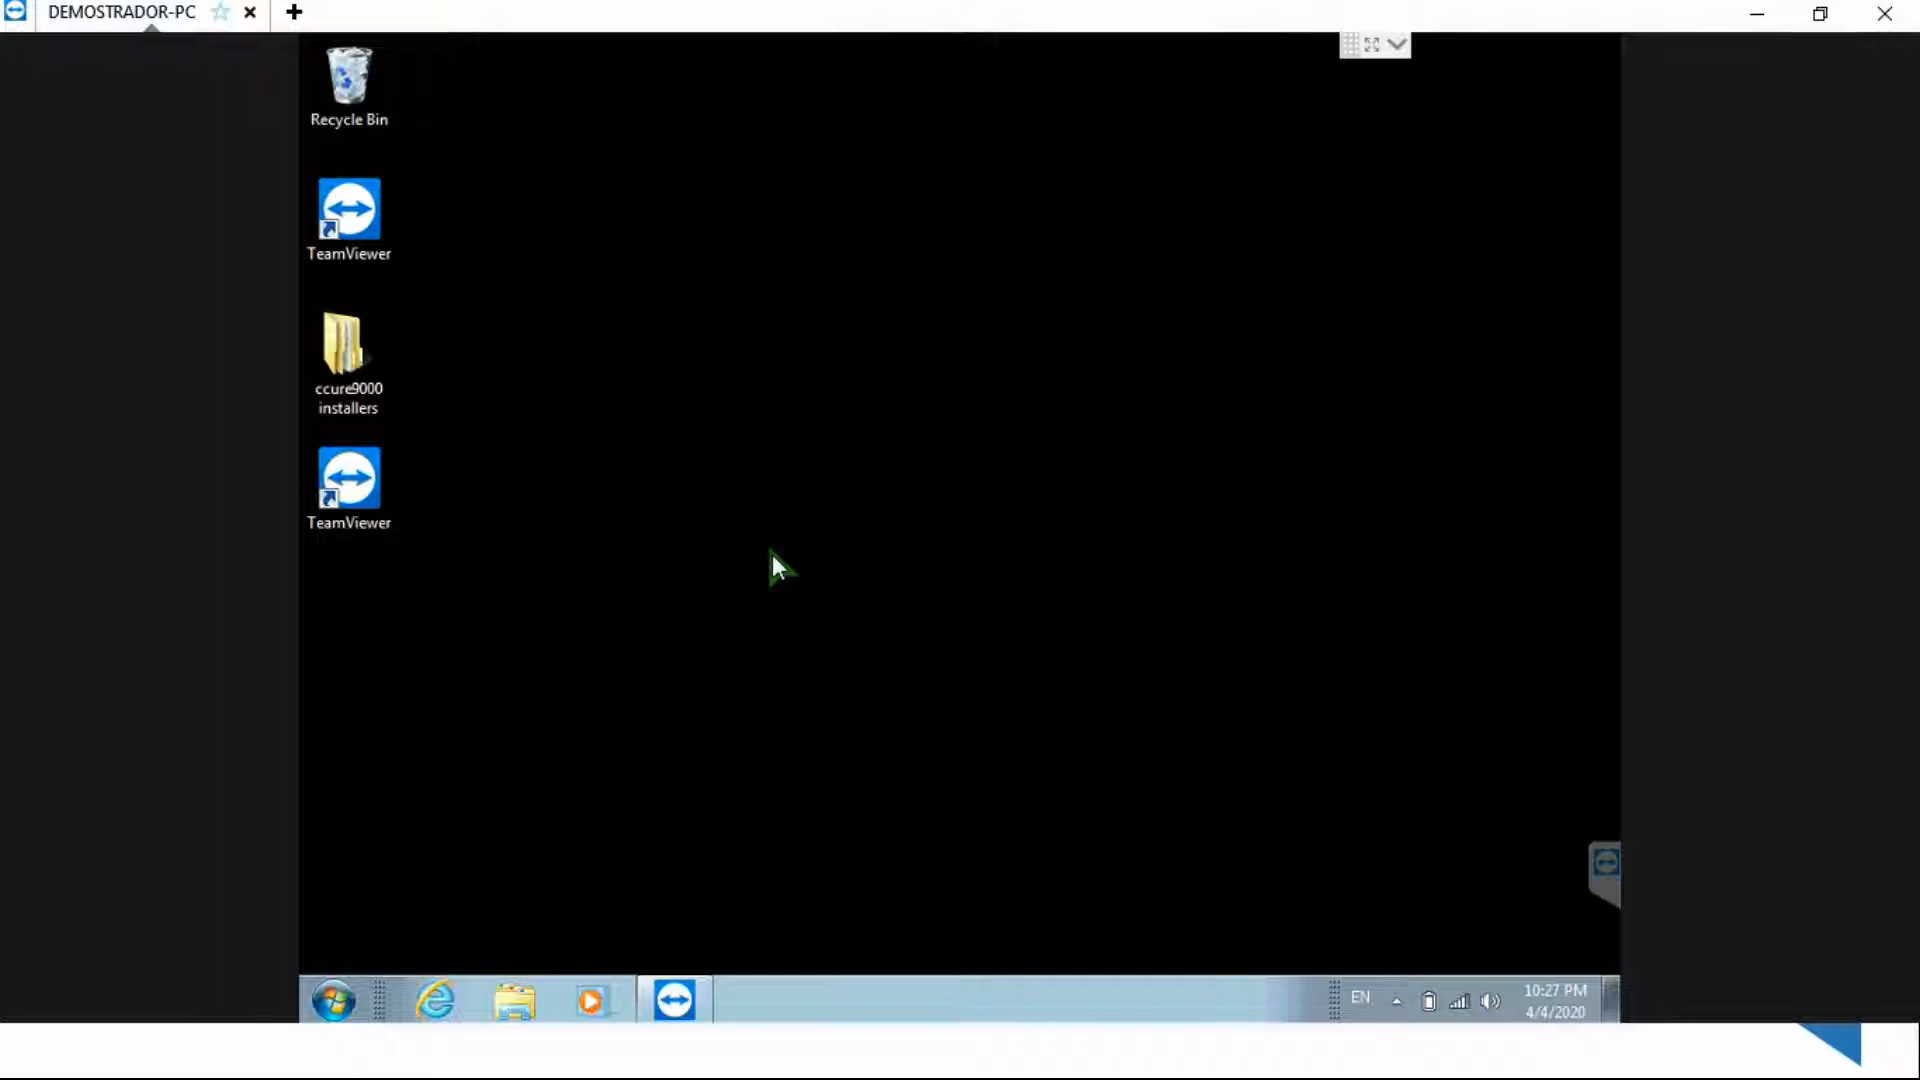 DEMOSTRADOR-PC
Recycle Bin
TeamViewer
ccure9000
installers
TeamViewer
EN
10:27 PM
4/4/2020